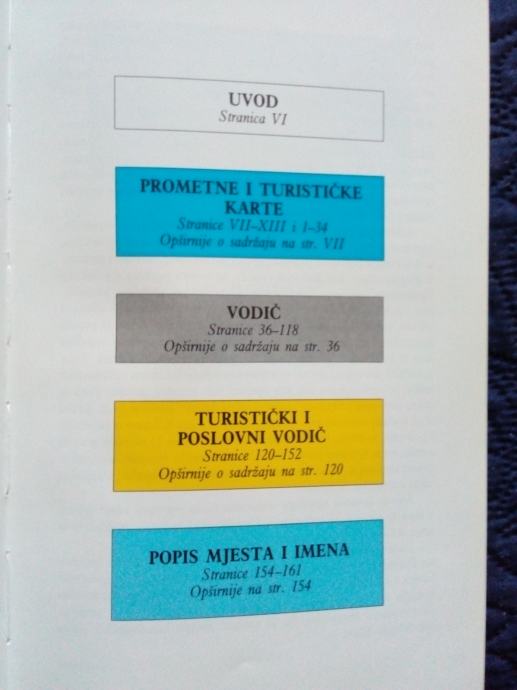 UVOD
Stranica VI
PROMETNE I TURISTIČKE
KARTE
Stranice VII–XIII i 1–34
Opširnije o sadržaju na str. VII
VODIČ
Stranice 36–118
Opširnije o sadržaju na str. 36
TURISTIČKI I
POSLOVNI VODIČ
Stranice 120–152
Opširnije o sadržaju na str. 120
POPIS MJESTA I IMENA
Stranice 154–161
Opširnije na str. 154